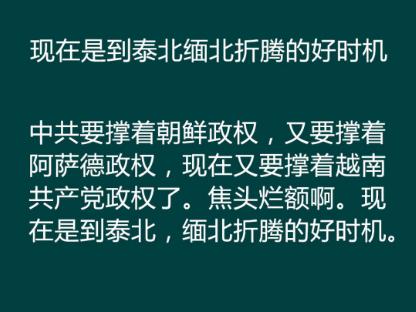 现在是到泰北缅北折腾的好时机
中共要撑着朝鲜政权，又要撑着
阿萨德政权，现在又要撑着越南
共产党政权了。焦头烂额啊。现
在是到泰北，缅北折腾的好时机。